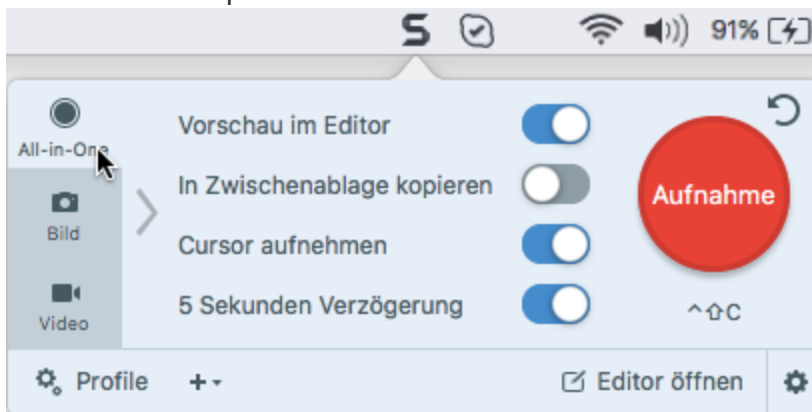 91%
All-in-One
Bild
Video
Vorschau im Editor
In Zwischenablage kopieren
Cursor aufnehmen
5 Sekunden Verzögerung
Aufnahme
^⇧C
Profile
Editor öffnen